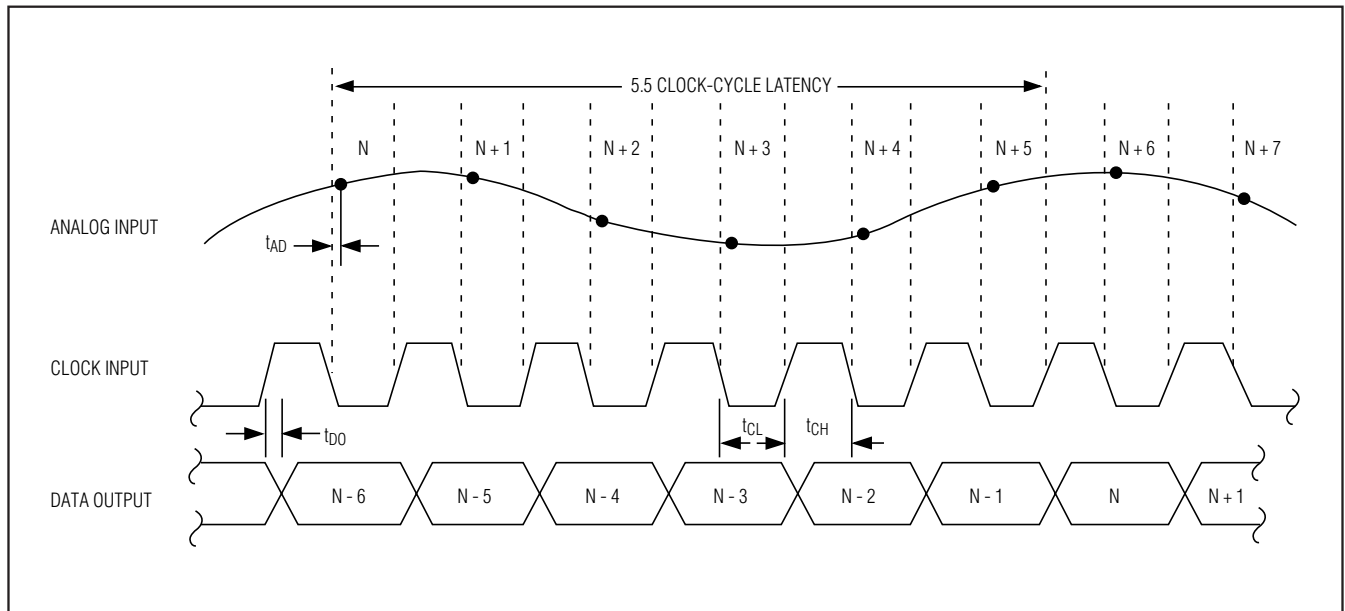 5.5 CLOCK-CYCLE LATENCY
N N + 1 N + 2 N + 3 N + 4 N + 5 N + 6 N + 7
ANALOG INPUT
tAD
CLOCK INPUT
tDO tCL tCH
DATA OUTPUT N - 6 N - 5 N - 4 N - 3 N - 2 N - 1 N N + 1